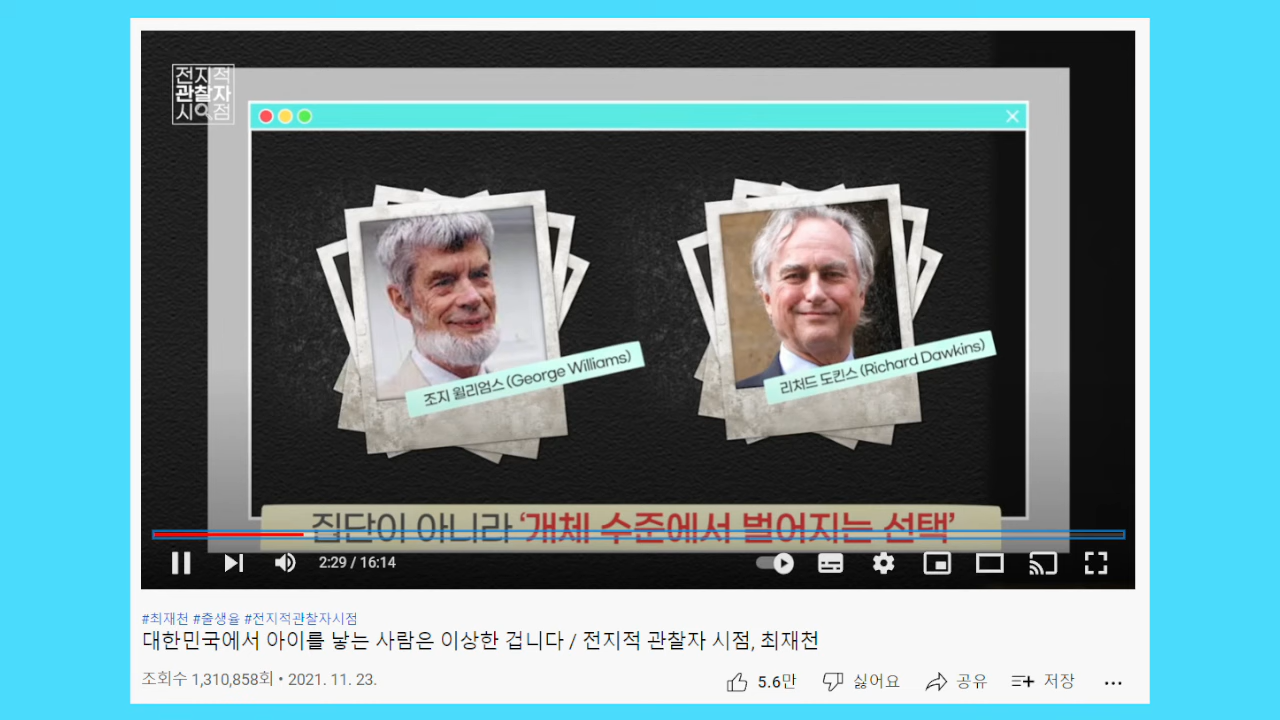 전지적
관찰자
시점
조지 윌리엄스 (George Williams)
리처드 도킨스 (Richard Dawkins)
집단이 아니라 ‘개체 수준에서 벌어지는 선택’
2:29 / 16:14
#최재천 #출생율 #전지적관찰자시점
대한민국에서 아이를 낳는 사람은 이상한 겁니다 / 전지적 관찰자 시점, 최재천
조회수 1,310,858회 • 2021. 11. 23.
5.6만 싫어요 공유 저장